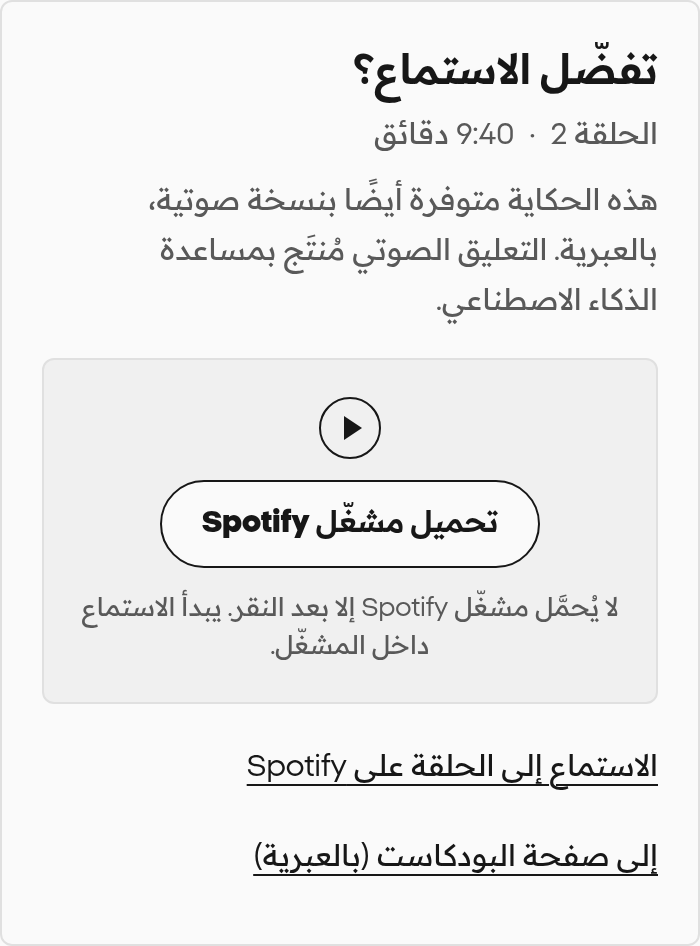 تفضّل الاستماع؟
الحلقة 2 · 9:40 دقائق
هذه الحكاية متوفرة أيضًا بنسخة صوتية،
بالعبرية. التعليق الصوتي مُنتَج بمساعدة
الذكاء الاصطناعي.
تحميل مشغّل Spotify
لا يُحمَّل مشغّل Spotify إلا بعد النقر. يبدأ الاستماع
داخل المشغّل.
الاستماع إلى الحلقة على Spotify
إلى صفحة البودكاست (بالعبرية)